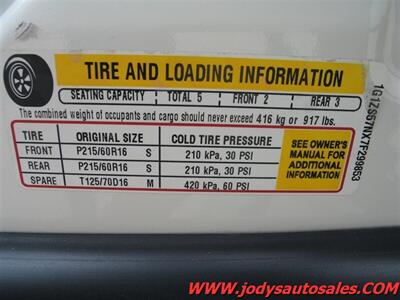 TIRE AND LOADING INFORMATION
SEATING CAPACITY TOTAL 5 FRONT 2 REAR 3
The combined weight of occupants and cargo should never exceed 416 kg or 917 lbs.
TIRE ORIGINAL SIZE COLD TIRE PRESSURE
FRONT P215/60R16 S 210 kPa, 30 PSI
REAR P215/60R16 S 210 kPa, 30 PSI
SPARE T125/70D16 M 420 kPa, 60 PSI
SEE OWNER'S
MANUAL FOR
ADDITIONAL
INFORMATION
1G1ZS57NX7F299853
www.jodysautosales.com